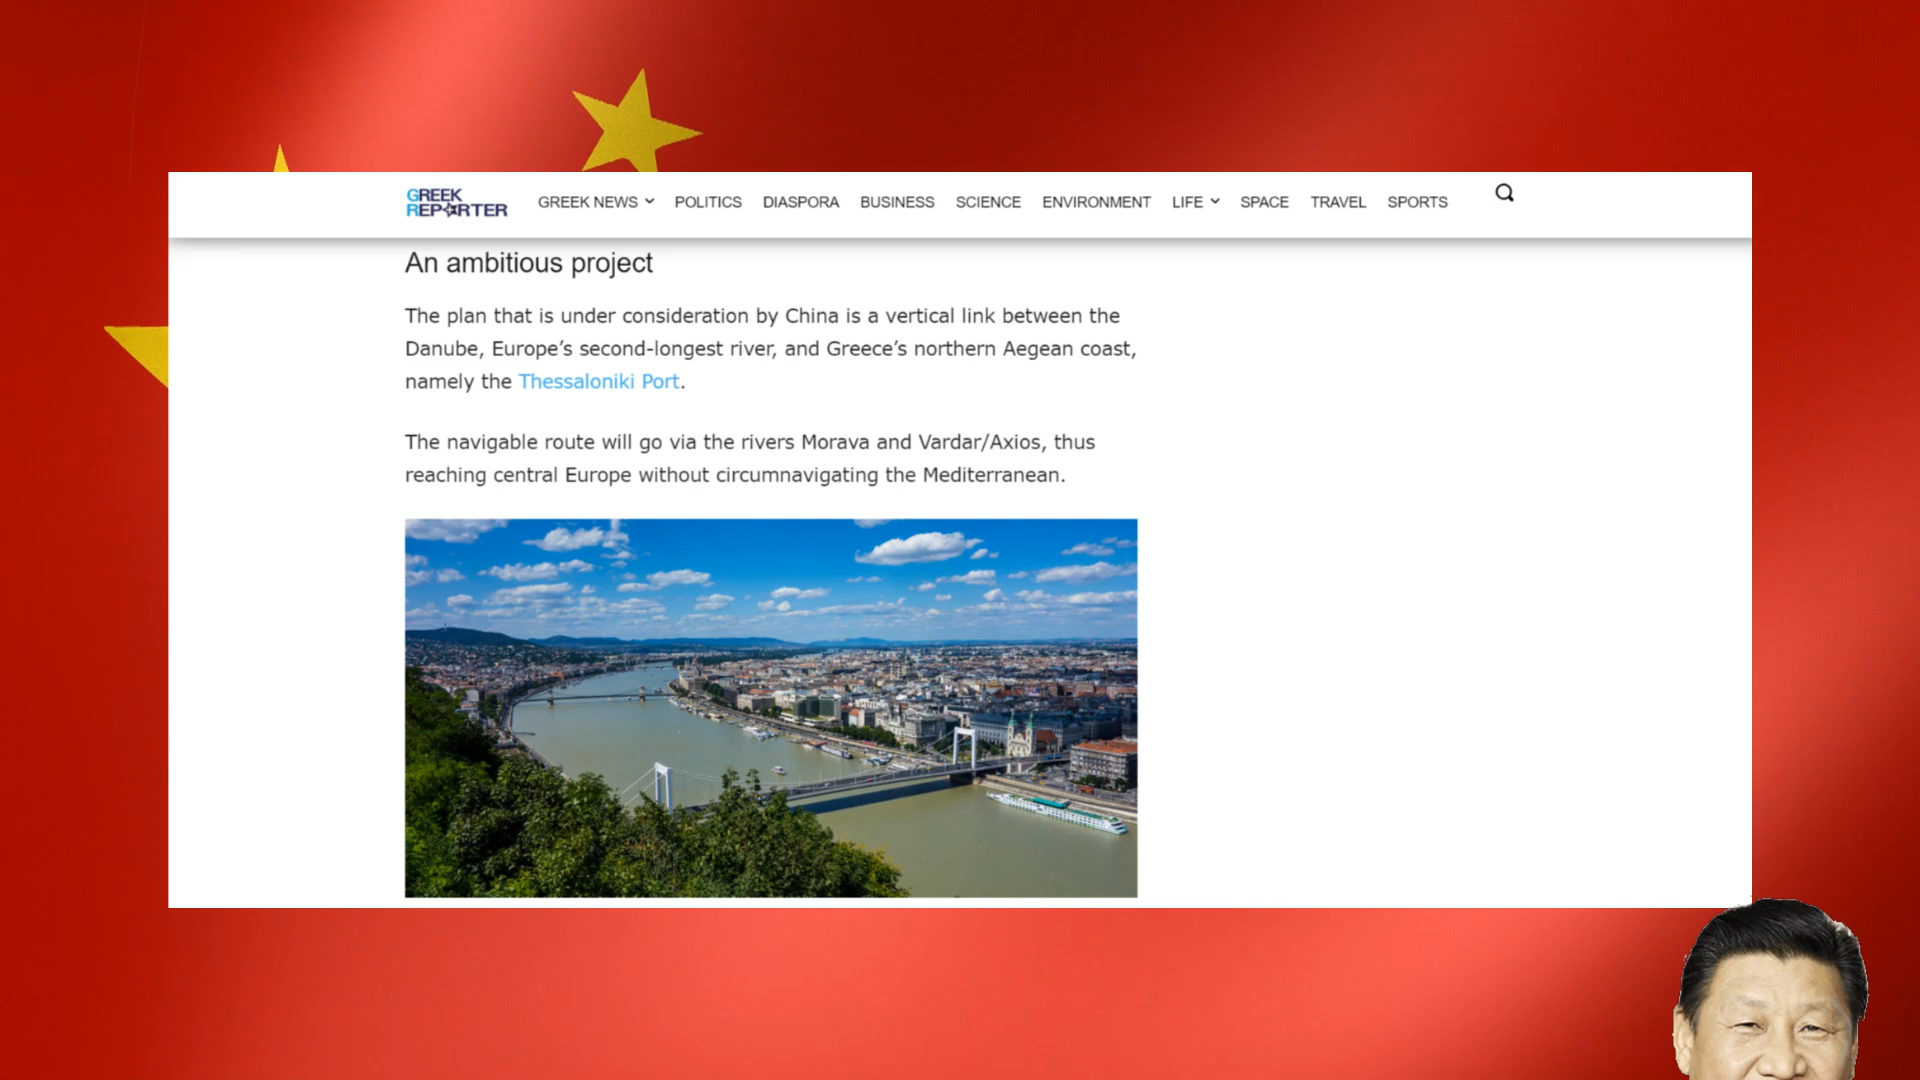 GREEK
REPORTER
GREEK NEWS
POLITICS
DIASPORA
BUSINESS
SCIENCE
ENVIRONMENT
LIFE
SPACE
TRAVEL
SPORTS
An ambitious project
The plan that is under consideration by China is a vertical link between the
Danube, Europe’s second-longest river, and Greece’s northern Aegean coast,
namely the Thessaloniki Port.
The navigable route will go via the rivers Morava and Vardar/Axios, thus
reaching central Europe without circumnavigating the Mediterranean.